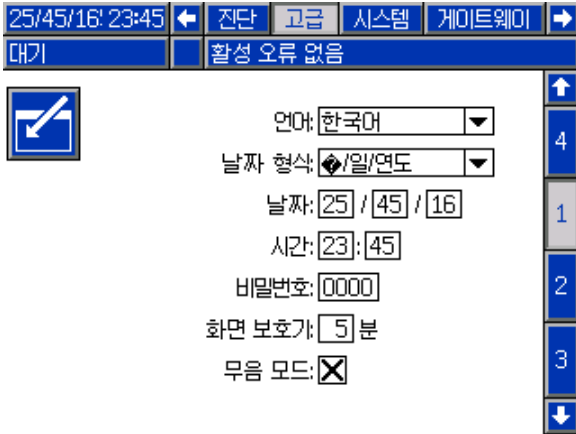 25/45/16! 23:45 진단 고급 시스템 게이트웨이
대기 활성 오류 없음
4
1
2
3
언어: 한국어
날짜 형식: �/일/연도
날짜: 25 / 45 / 16
시간: 23 : 45
비밀번호: 0000
화면 보호기: 5 분
무음 모드: